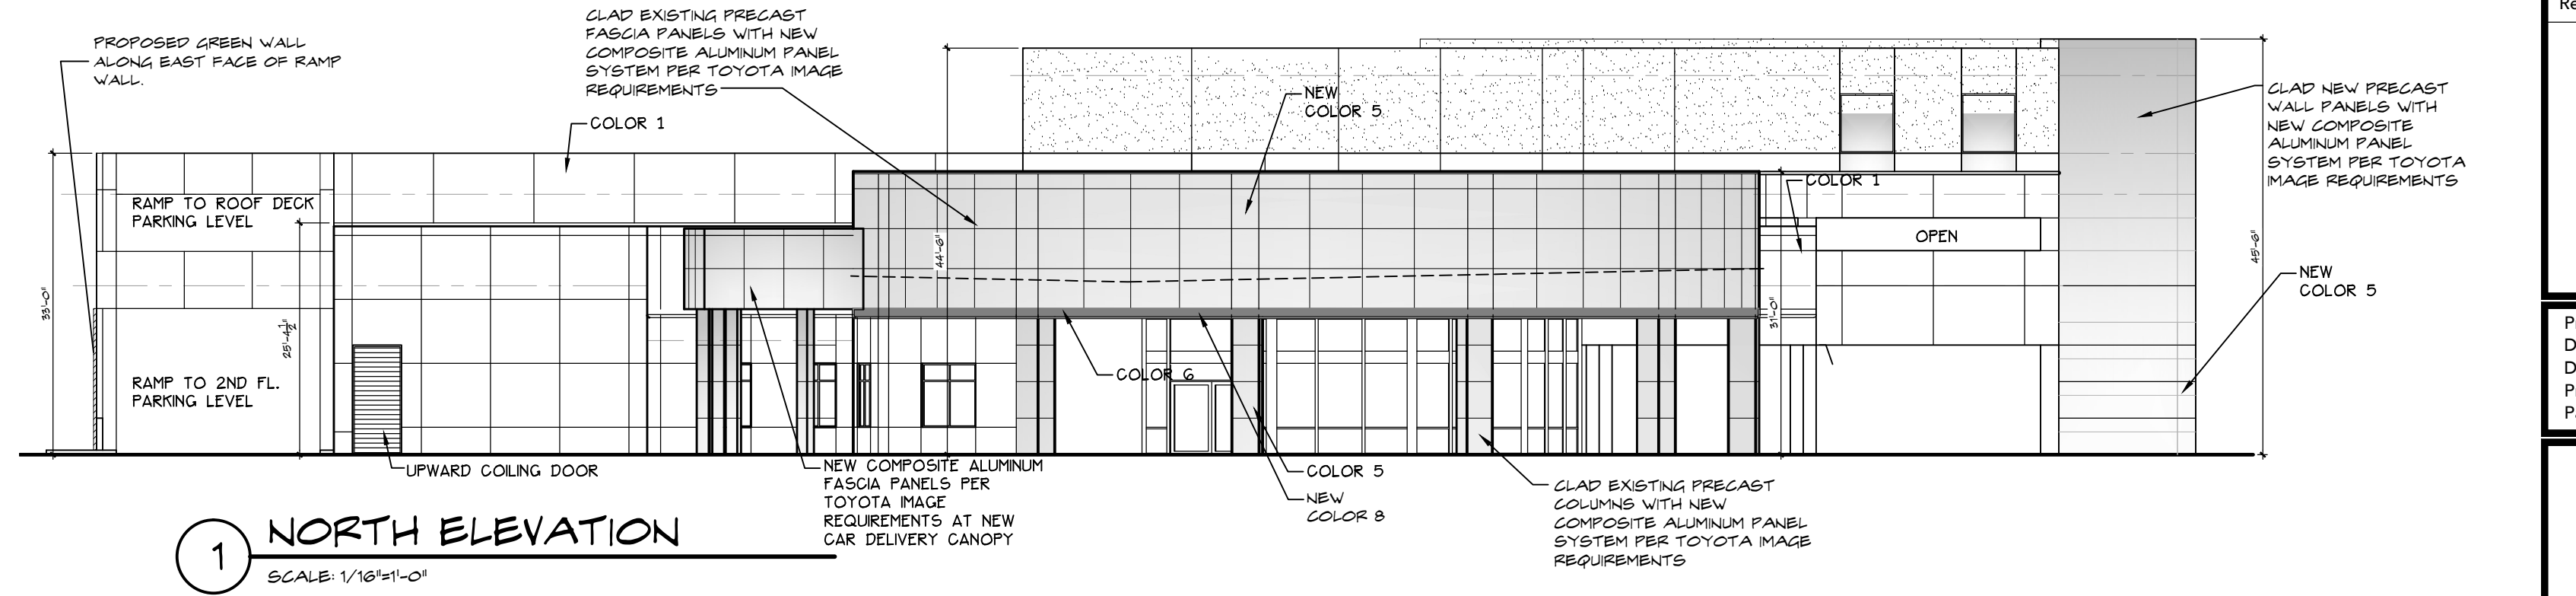 PROPOSED GREEN WALL
ALONG EAST FACE OF RAMP
WALL.
CLAD EXISTING PRECAST
FASCIA PANELS WITH NEW
COMPOSITE ALUMINUM PANEL
SYSTEM PER TOYOTA IMAGE
REQUIREMENTS
COLOR 1
NEW
COLOR 5
CLAD NEW PRECAST
WALL PANELS WITH
NEW COMPOSITE
ALUMINUM PANEL
SYSTEM PER TOYOTA
IMAGE REQUIREMENTS
COLOR 1
RAMP TO ROOF DECK
PARKING LEVEL
OPEN
44'-6"
45'-6"
NEW
COLOR 5
33'-0"
25'-4 1/2"
31'-0"
RAMP TO 2ND FL.
PARKING LEVEL
COLOR 6
UPWARD COILING DOOR
NEW COMPOSITE ALUMINUM
FASCIA PANELS PER
TOYOTA IMAGE
REQUIREMENTS AT NEW
CAR DELIVERY CANOPY
COLOR 5
NEW
COLOR 8
CLAD EXISTING PRECAST
COLUMNS WITH NEW
COMPOSITE ALUMINUM PANEL
SYSTEM PER TOYOTA IMAGE
REQUIREMENTS
1
NORTH ELEVATION
SCALE: 1/16"=1'-0"